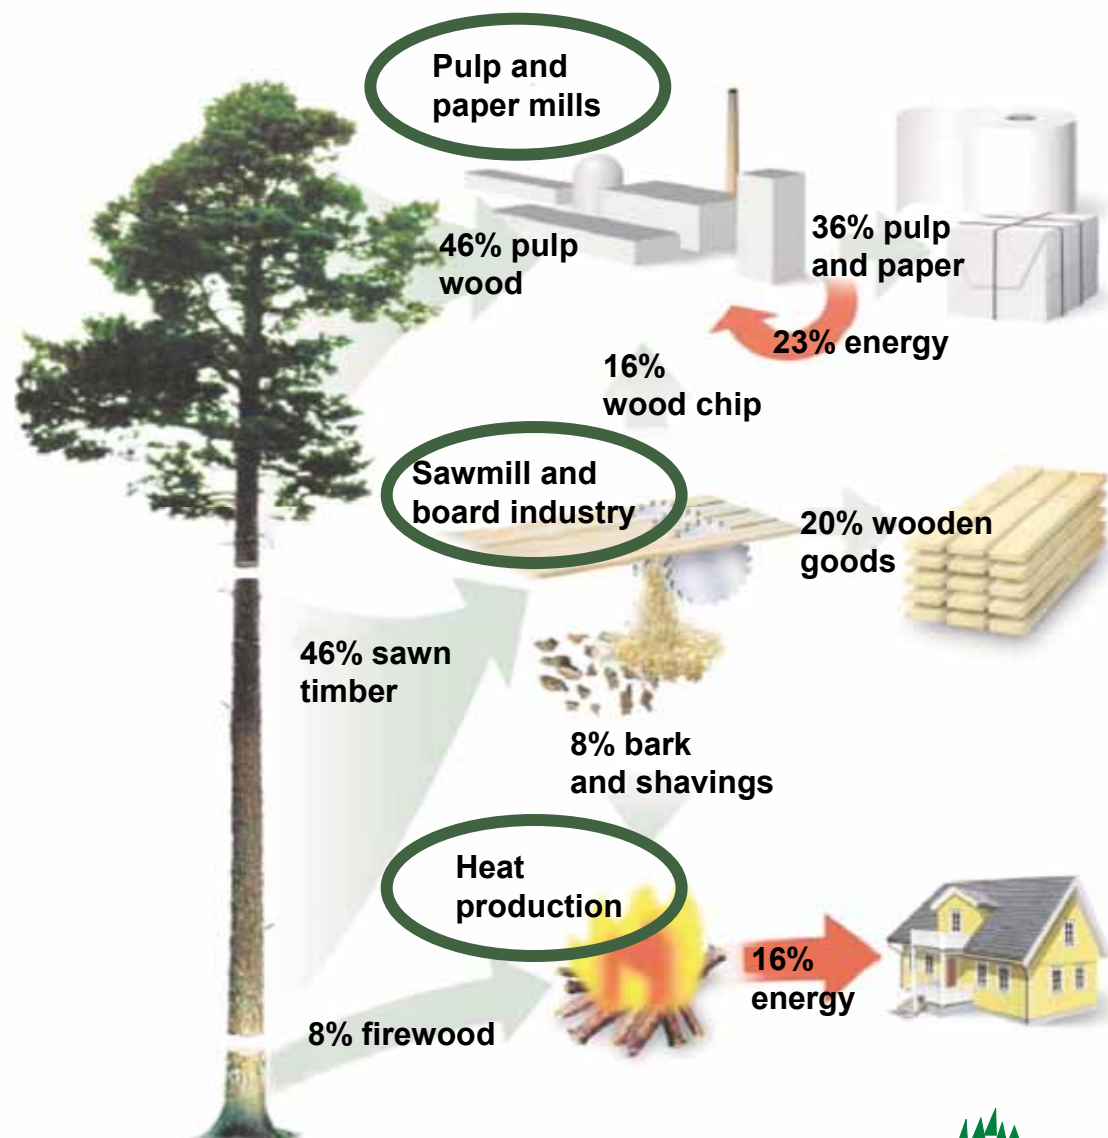 Pulp and
paper mills
46% pulp
wood
36% pulp
and paper
23% energy
16%
wood chip
Sawmill and
board industry
20% wooden
goods
46% sawn
timber
8% bark
and shavings
Heat
production
16%
energy
8% firewood